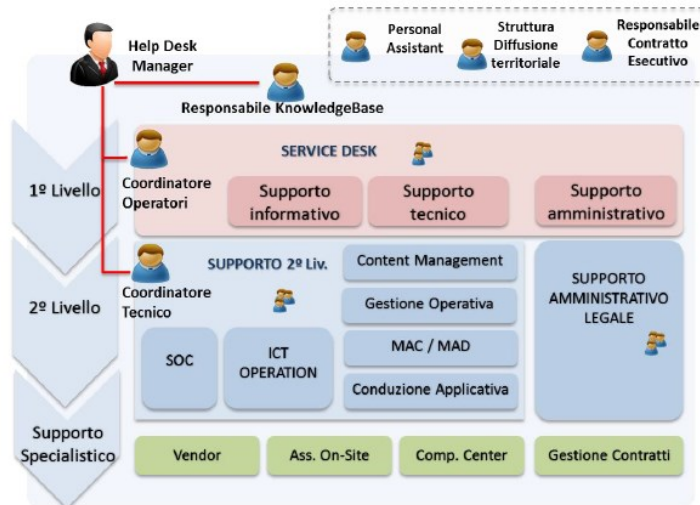 Help Desk
Manager
Personal
Assistant
Struttura
Diffusione
territoriale
Responsabile
Contratto
Esecutivo
Responsabile KnowledgeBase
1º Livello
Coordinatore
Operatori
SERVICE DESK
Supporto
informativo
Supporto
tecnico
Supporto
amministrativo
2º Livello
Coordinatore
Tecnico
SUPPORTO 2º Liv.
SOC
ICT
OPERATION
Content Management
Gestione Operativa
MAC / MAD
Conduzione Applicativa
SUPPORTO
AMMINISTRATIVO
LEGALE
Supporto
Specialistico
Vendor
Ass. On-Site
Comp. Center
Gestione Contratti